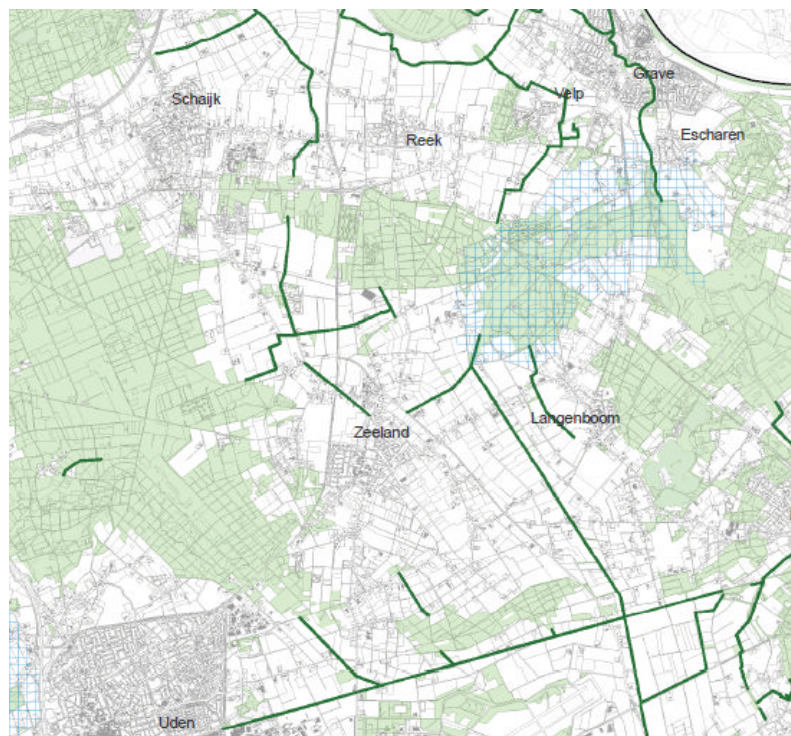 Grave
Velp
Schaijk
Escharen
Reek
Langenboom
Zeeland
Uden